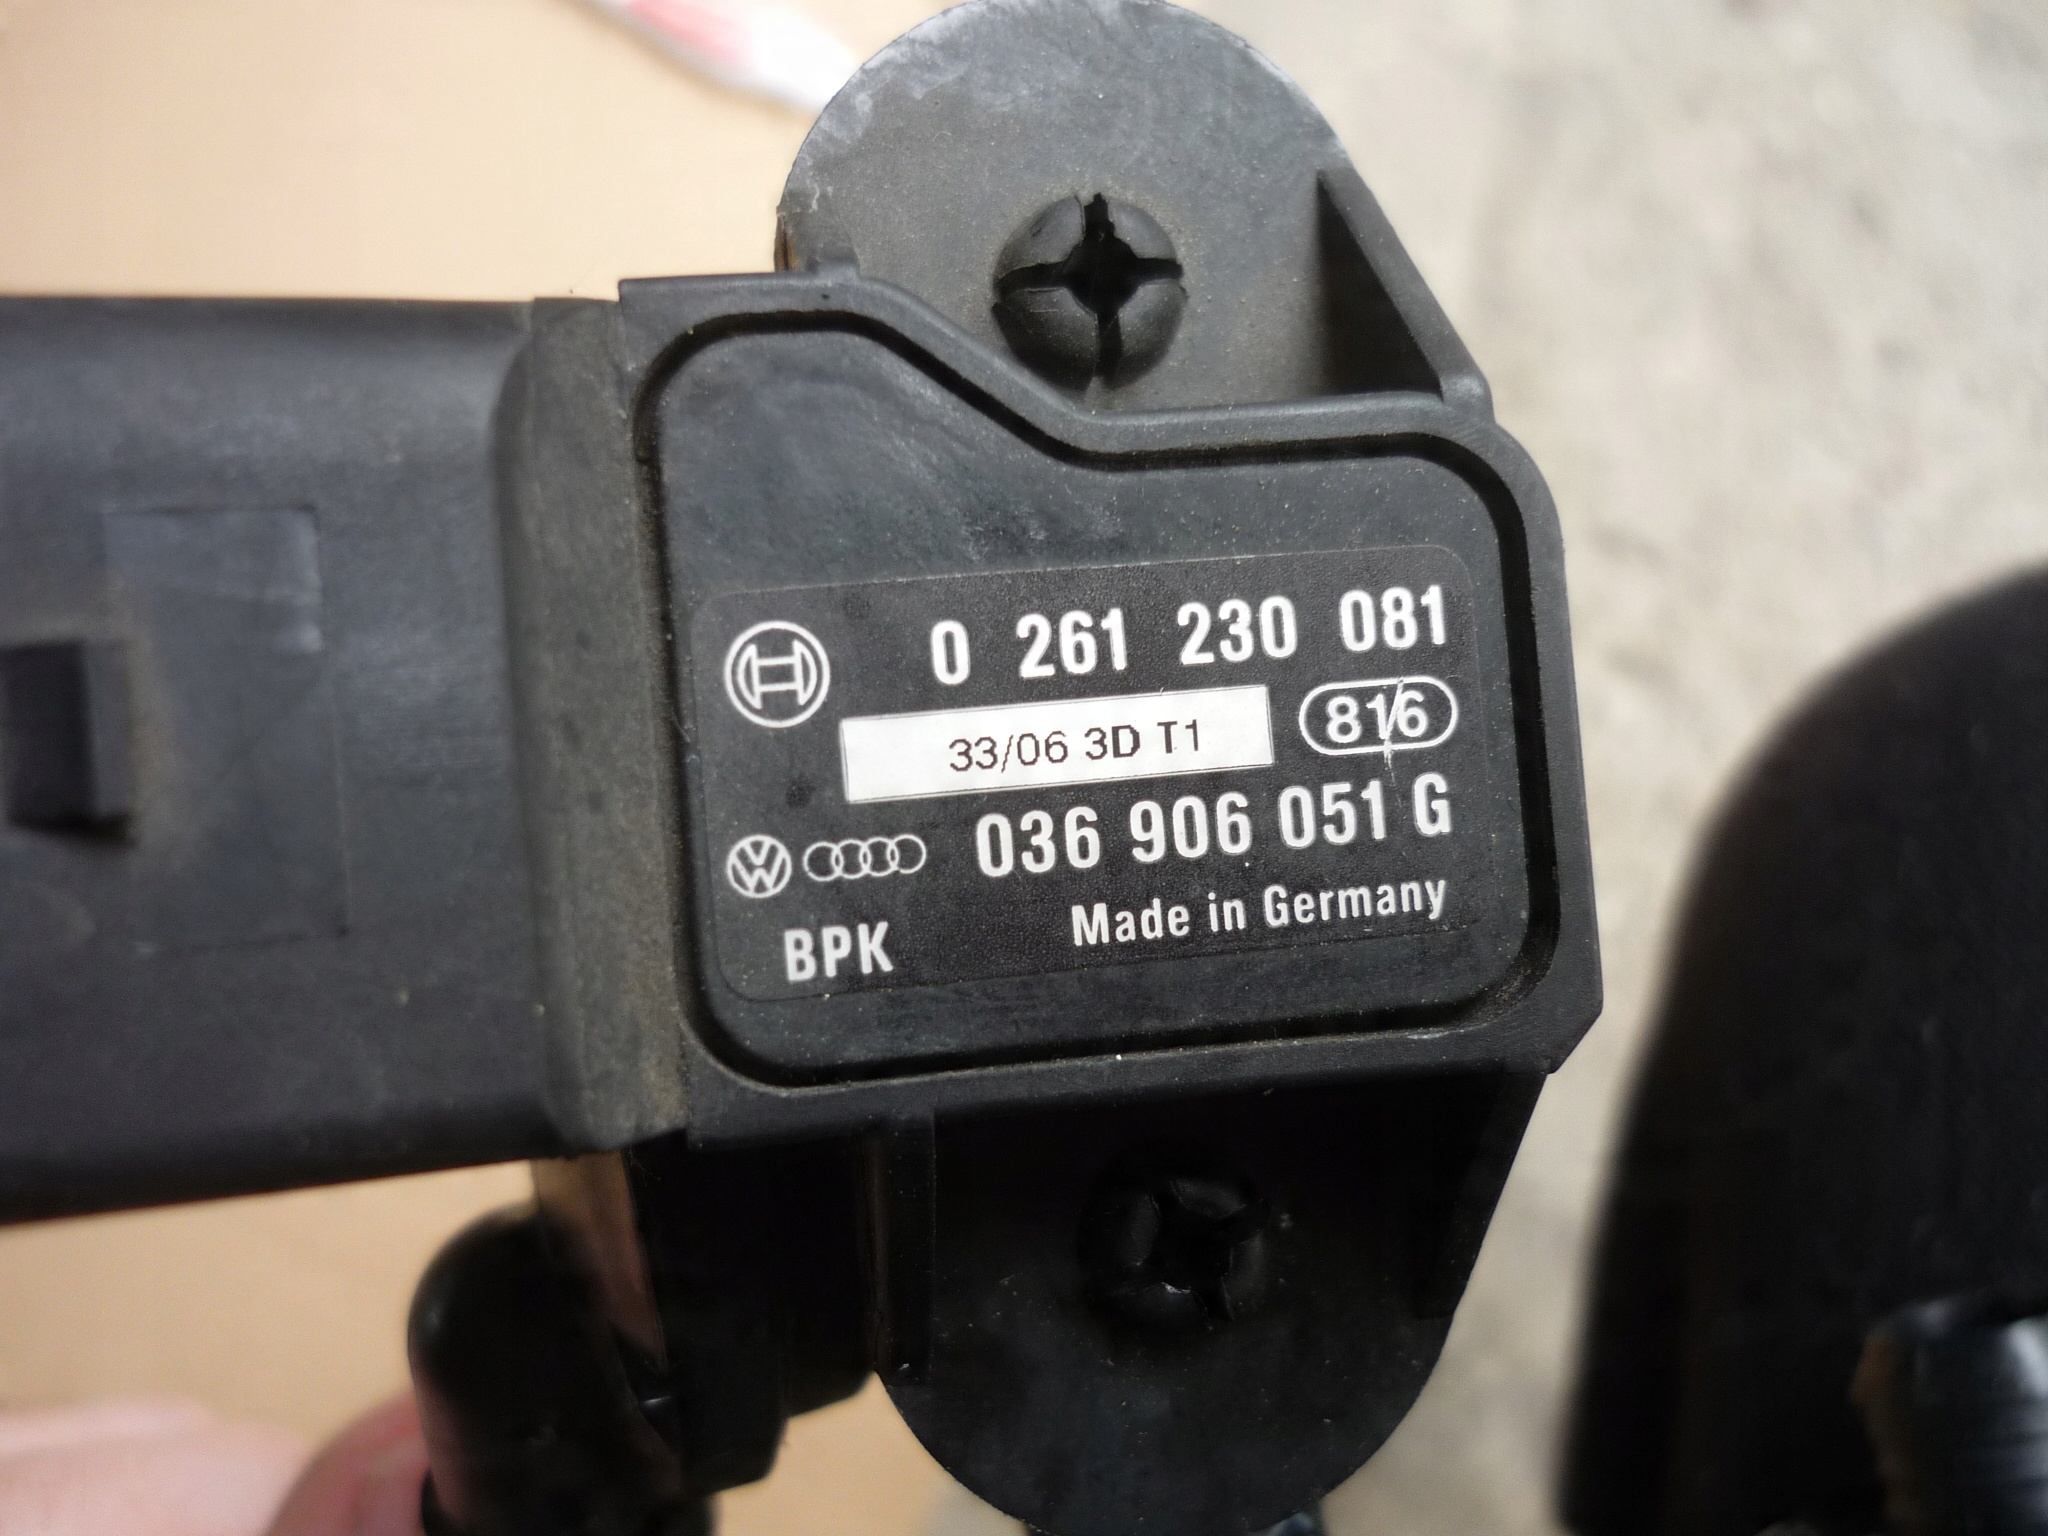 0 261 230 081
33/06 3D T1
816
036 906 051 G
BPK
Made in Germany